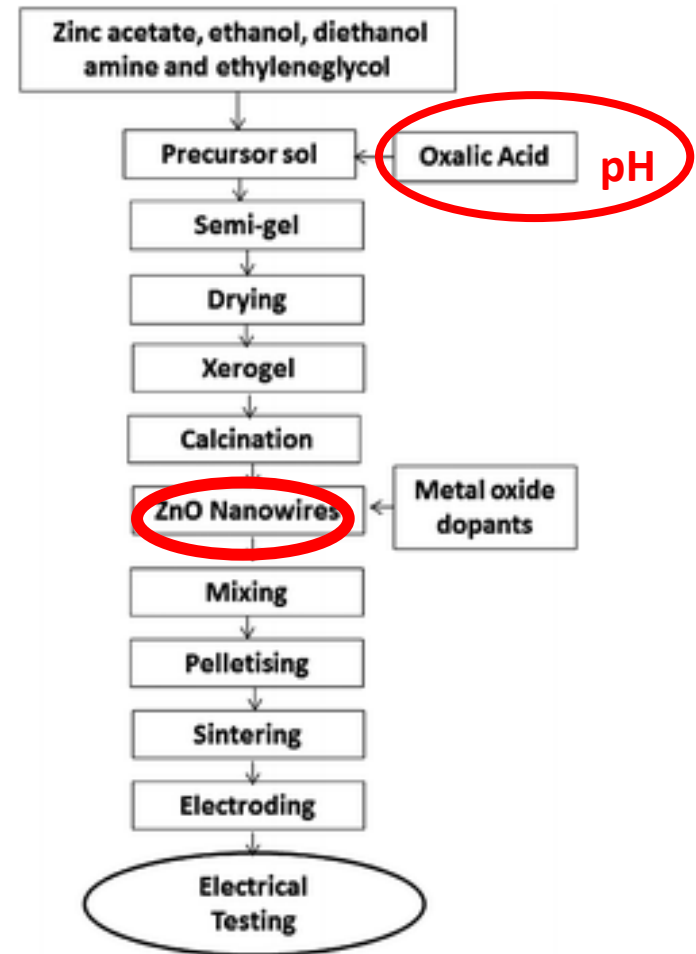 Zinc acetate, ethanol, diethanol
amine and ethyleneglycol
Precursor sol
Oxalic Acid
pH
Semi-gel
Drying
Xerogel
Calcination
ZnO Nanowires
Metal oxide
dopants
Mixing
Pelletising
Sintering
Electroding
Electrical
Testing